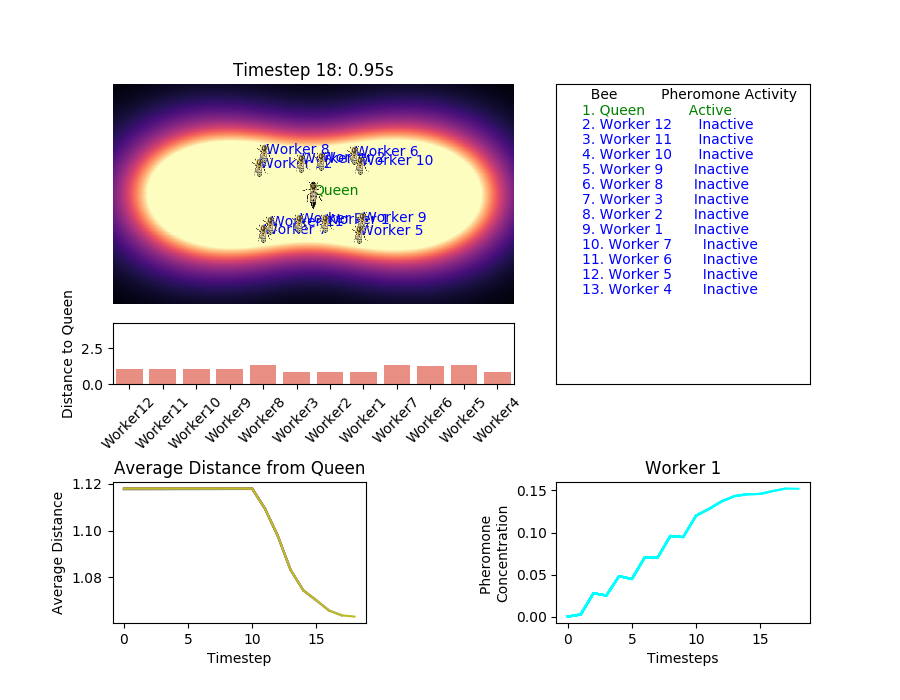 Timestep 18: 0.95s
Worker 8
Worker 6
Worker 10
Queen
Worker 9
Worker 5
Bee Pheromone Activity
1. Queen Active
2. Worker 12 Inactive
3. Worker 11 Inactive
4. Worker 10 Inactive
5. Worker 9 Inactive
6. Worker 8 Inactive
7. Worker 3 Inactive
8. Worker 2 Inactive
9. Worker 1 Inactive
10. Worker 7 Inactive
11. Worker 6 Inactive
12. Worker 5 Inactive
13. Worker 4 Inactive
Distance to Queen
2.5
0.0
Worker12 Worker11 Worker10 Worker9 Worker8 Worker3 Worker2 Worker1 Worker7 Worker6 Worker5 Worker4
Average Distance from Queen
Average Distance
1.12
1.10
1.08
0 5 10 15
Timestep
Worker 1
Pheromone
Concentration
0.15
0.10
0.05
0.00
0 5 10 15
Timesteps